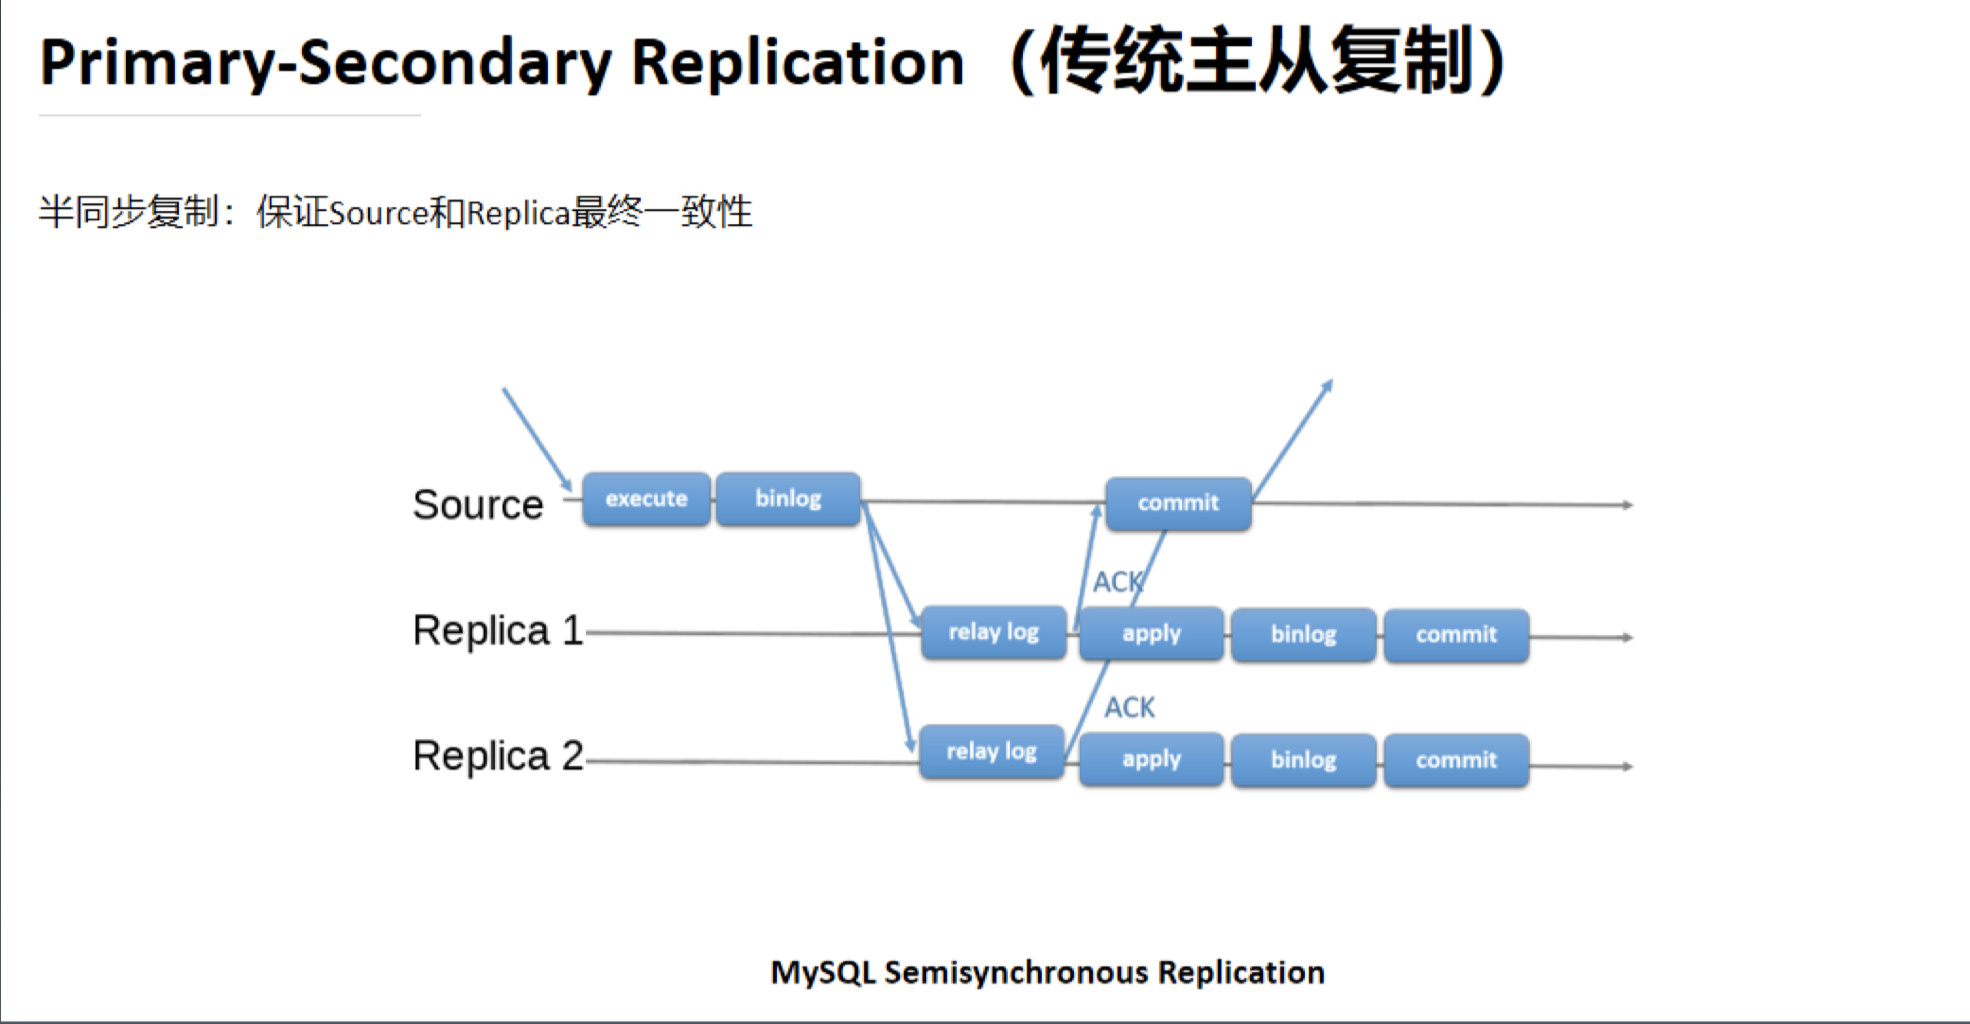 Primary-Secondary Replication（传统主从复制）
半同步复制：保证Source和Replica最终一致性
Source execute binlog commit
ACK
Replica 1 relay log apply binlog commit
ACK
Replica 2 relay log apply binlog commit
MySQL Semisynchronous Replication